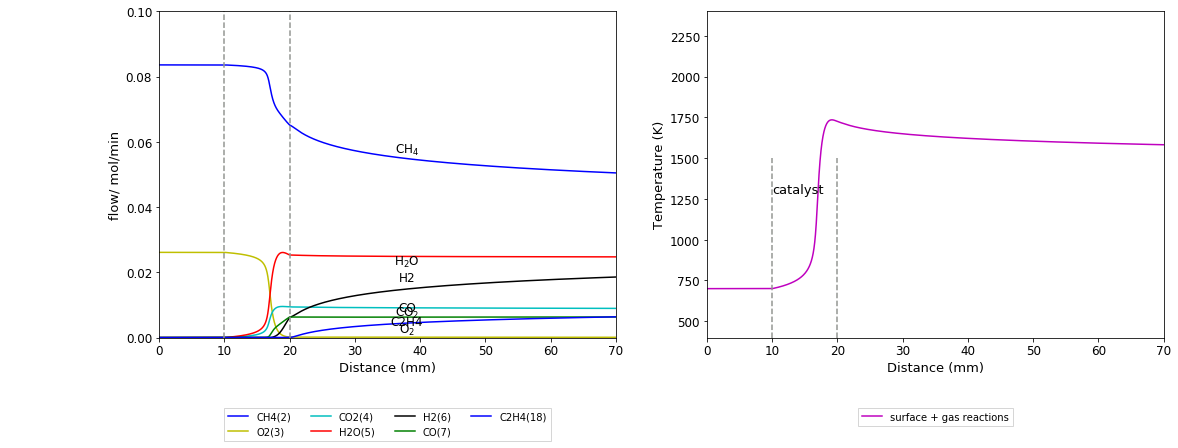 0.10
0.08
0.06
0.04
0.02
0.00
flow/ mol/min
CH₄
H₂O
H2
CO
CO₂
C2H4
O₂
0 10 20 30 40 50 60 70
Distance (mm)
CH4(2) CO2(4) H2(6) C2H4(18)
O2(3) H2O(5) CO(7)
2250
2000
1750
1500
1250
1000
750
500
Temperature (K)
catalyst
0 10 20 30 40 50 60 70
Distance (mm)
surface + gas reactions